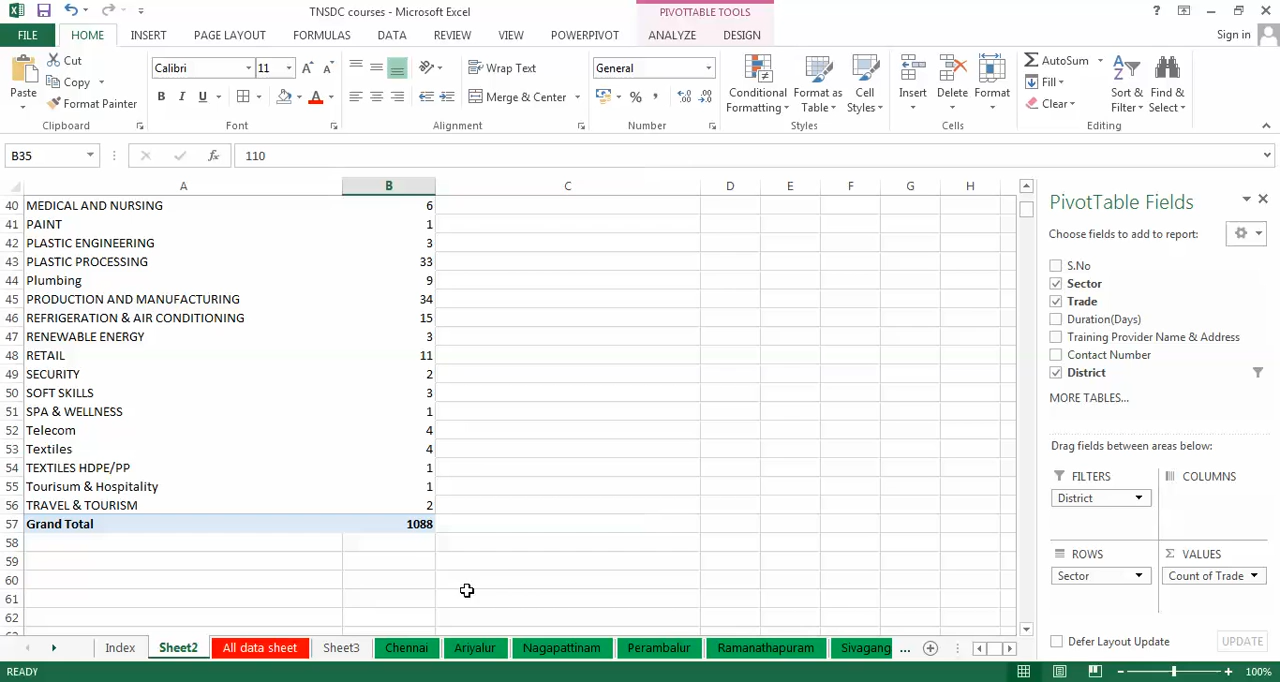 TNSDC courses - Microsoft Excel
PIVOTTABLE TOOLS
?
FILE HOME INSERT PAGE LAYOUT FORMULAS DATA REVIEW VIEW POWERPIVOT ANALYZE DESIGN Sign in
Paste
Cut
Copy
Format Painter
Clipboard
Calibri 11
B I U
Font
Wrap Text
Merge & Center
Alignment
General
Number
Conditional Formatting
Format as Table
Cell Styles
Styles
Insert Delete Format
Cells
AutoSum
Fill
Clear
Sort & Filter
Find & Select
Editing
B35 fx 110
A B C D E F G H
40 MEDICAL AND NURSING 6
41 PAINT 1
42 PLASTIC ENGINEERING 3
43 PLASTIC PROCESSING 33
44 Plumbing 9
45 PRODUCTION AND MANUFACTURING 34
46 REFRIGERATION & AIR CONDITIONING 15
47 RENEWABLE ENERGY 3
48 RETAIL 11
49 SECURITY 2
50 SOFT SKILLS 3
51 SPA & WELLNESS 1
52 Telecom 4
53 Textiles 4
54 TEXTILES HDPE/PP 1
55 Tourisum & Hospitality 1
56 TRAVEL & TOURISM 2
57 Grand Total 1088
58
59
60
61
62
PivotTable Fields
Choose fields to add to report:
S.No
Sector
Trade
Duration(Days)
Training Provider Name & Address
Contact Number
District
MORE TABLES...
Drag fields between areas below:
FILTERS
District
COLUMNS
ROWS
Sector
Σ VALUES
Count of Trade
Defer Layout Update UPDATE
Index Sheet2 All data sheet Sheet3 Chennai Ariyalur Nagapattinam Perambalur Ramanathapuram Sivagang ...
READY 100%